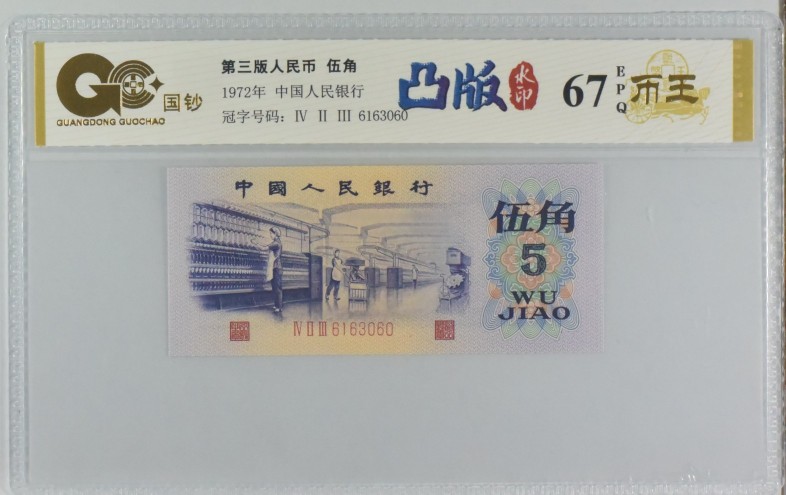 GC 国钞
GUANGDONG GUOCHAO
第三版人民币 伍角
1972年 中国人民银行
冠字号码: Ⅳ Ⅱ Ⅲ 6163060
凸版水印
67 EPQ
币王
中國人民銀行
伍角
5
WU
JIAO
Ⅳ Ⅱ Ⅲ 6163060